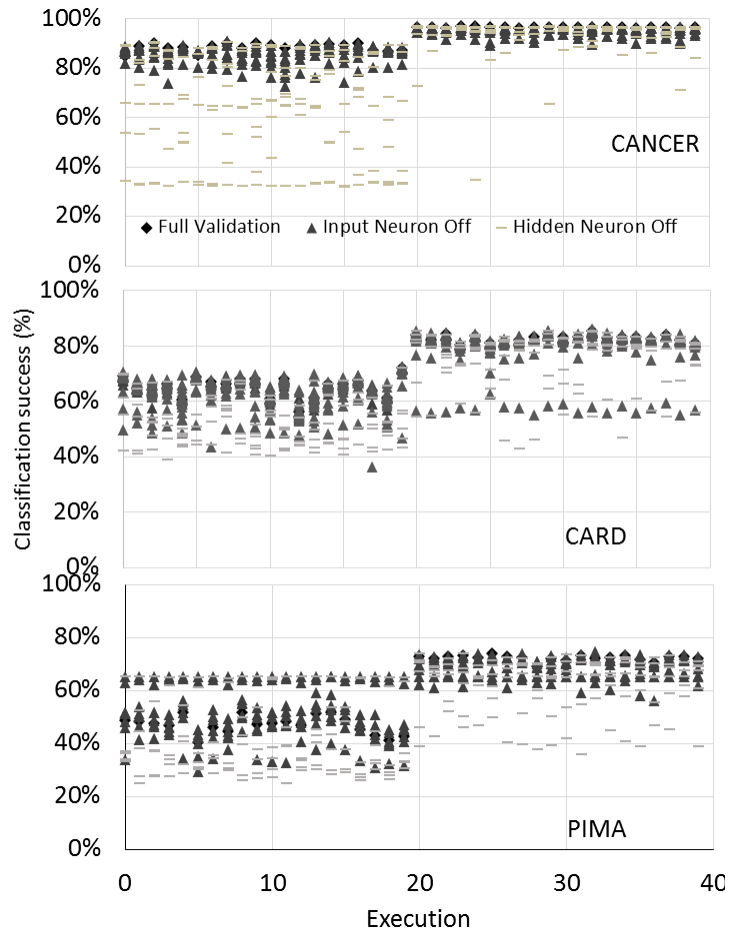 100%
80%
60%
40%
20%
0%
CANCER
Full Validation Input Neuron Off Hidden Neuron Off
Classification success (%)
100%
80%
60%
40%
20%
0%
CARD
100%
80%
60%
40%
20%
0%
PIMA
0 10 20 30 40
Execution